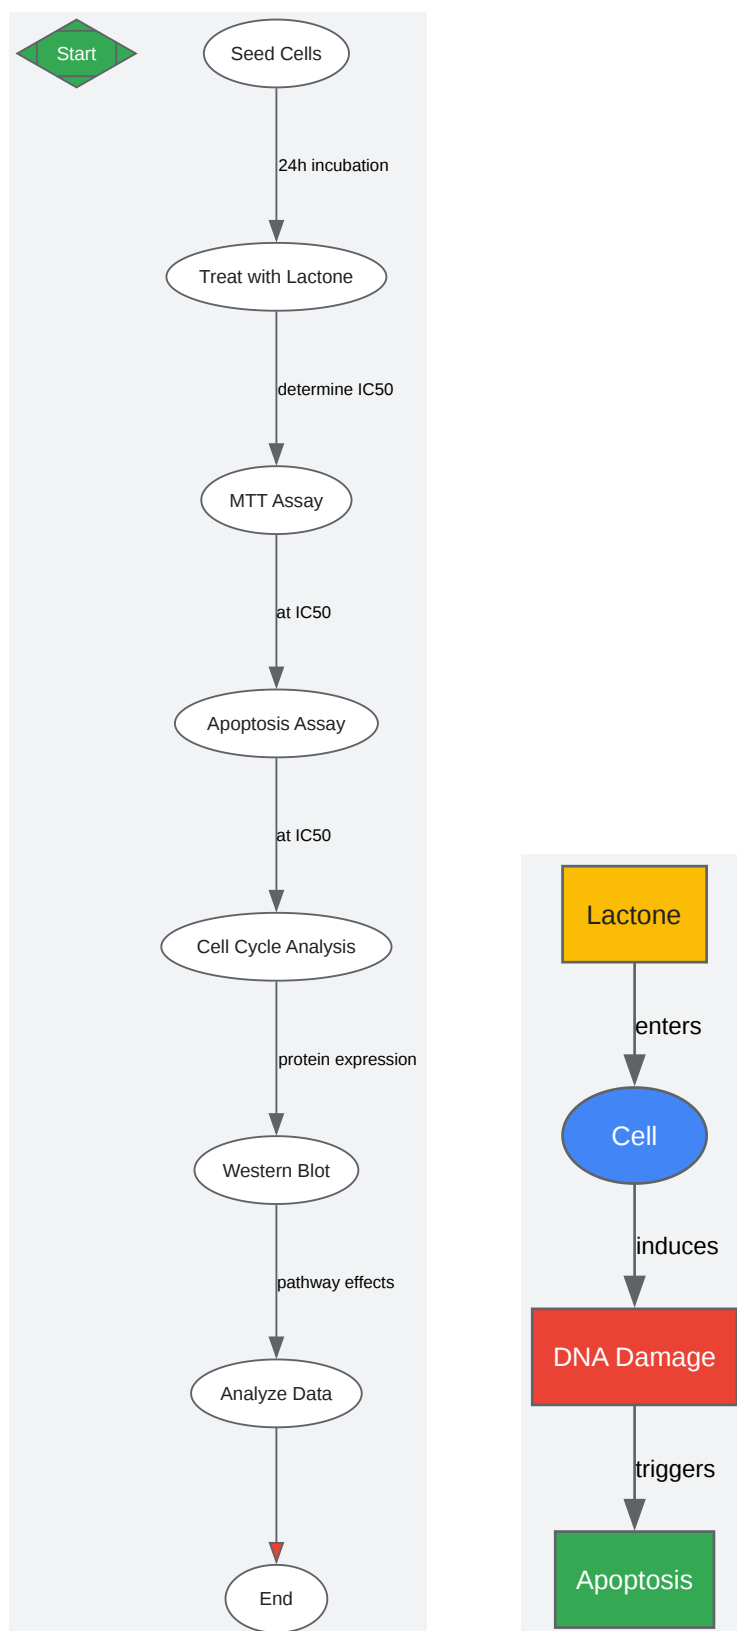 Start
Seed Cells
24h incubation
Treat with Lactone
determine IC50
MTT Assay
at IC50
Apoptosis Assay
at IC50
Cell Cycle Analysis
protein expression
Western Blot
pathway effects
Analyze Data
End
Lactone
enters
Cell
induces
DNA Damage
triggers
Apoptosis